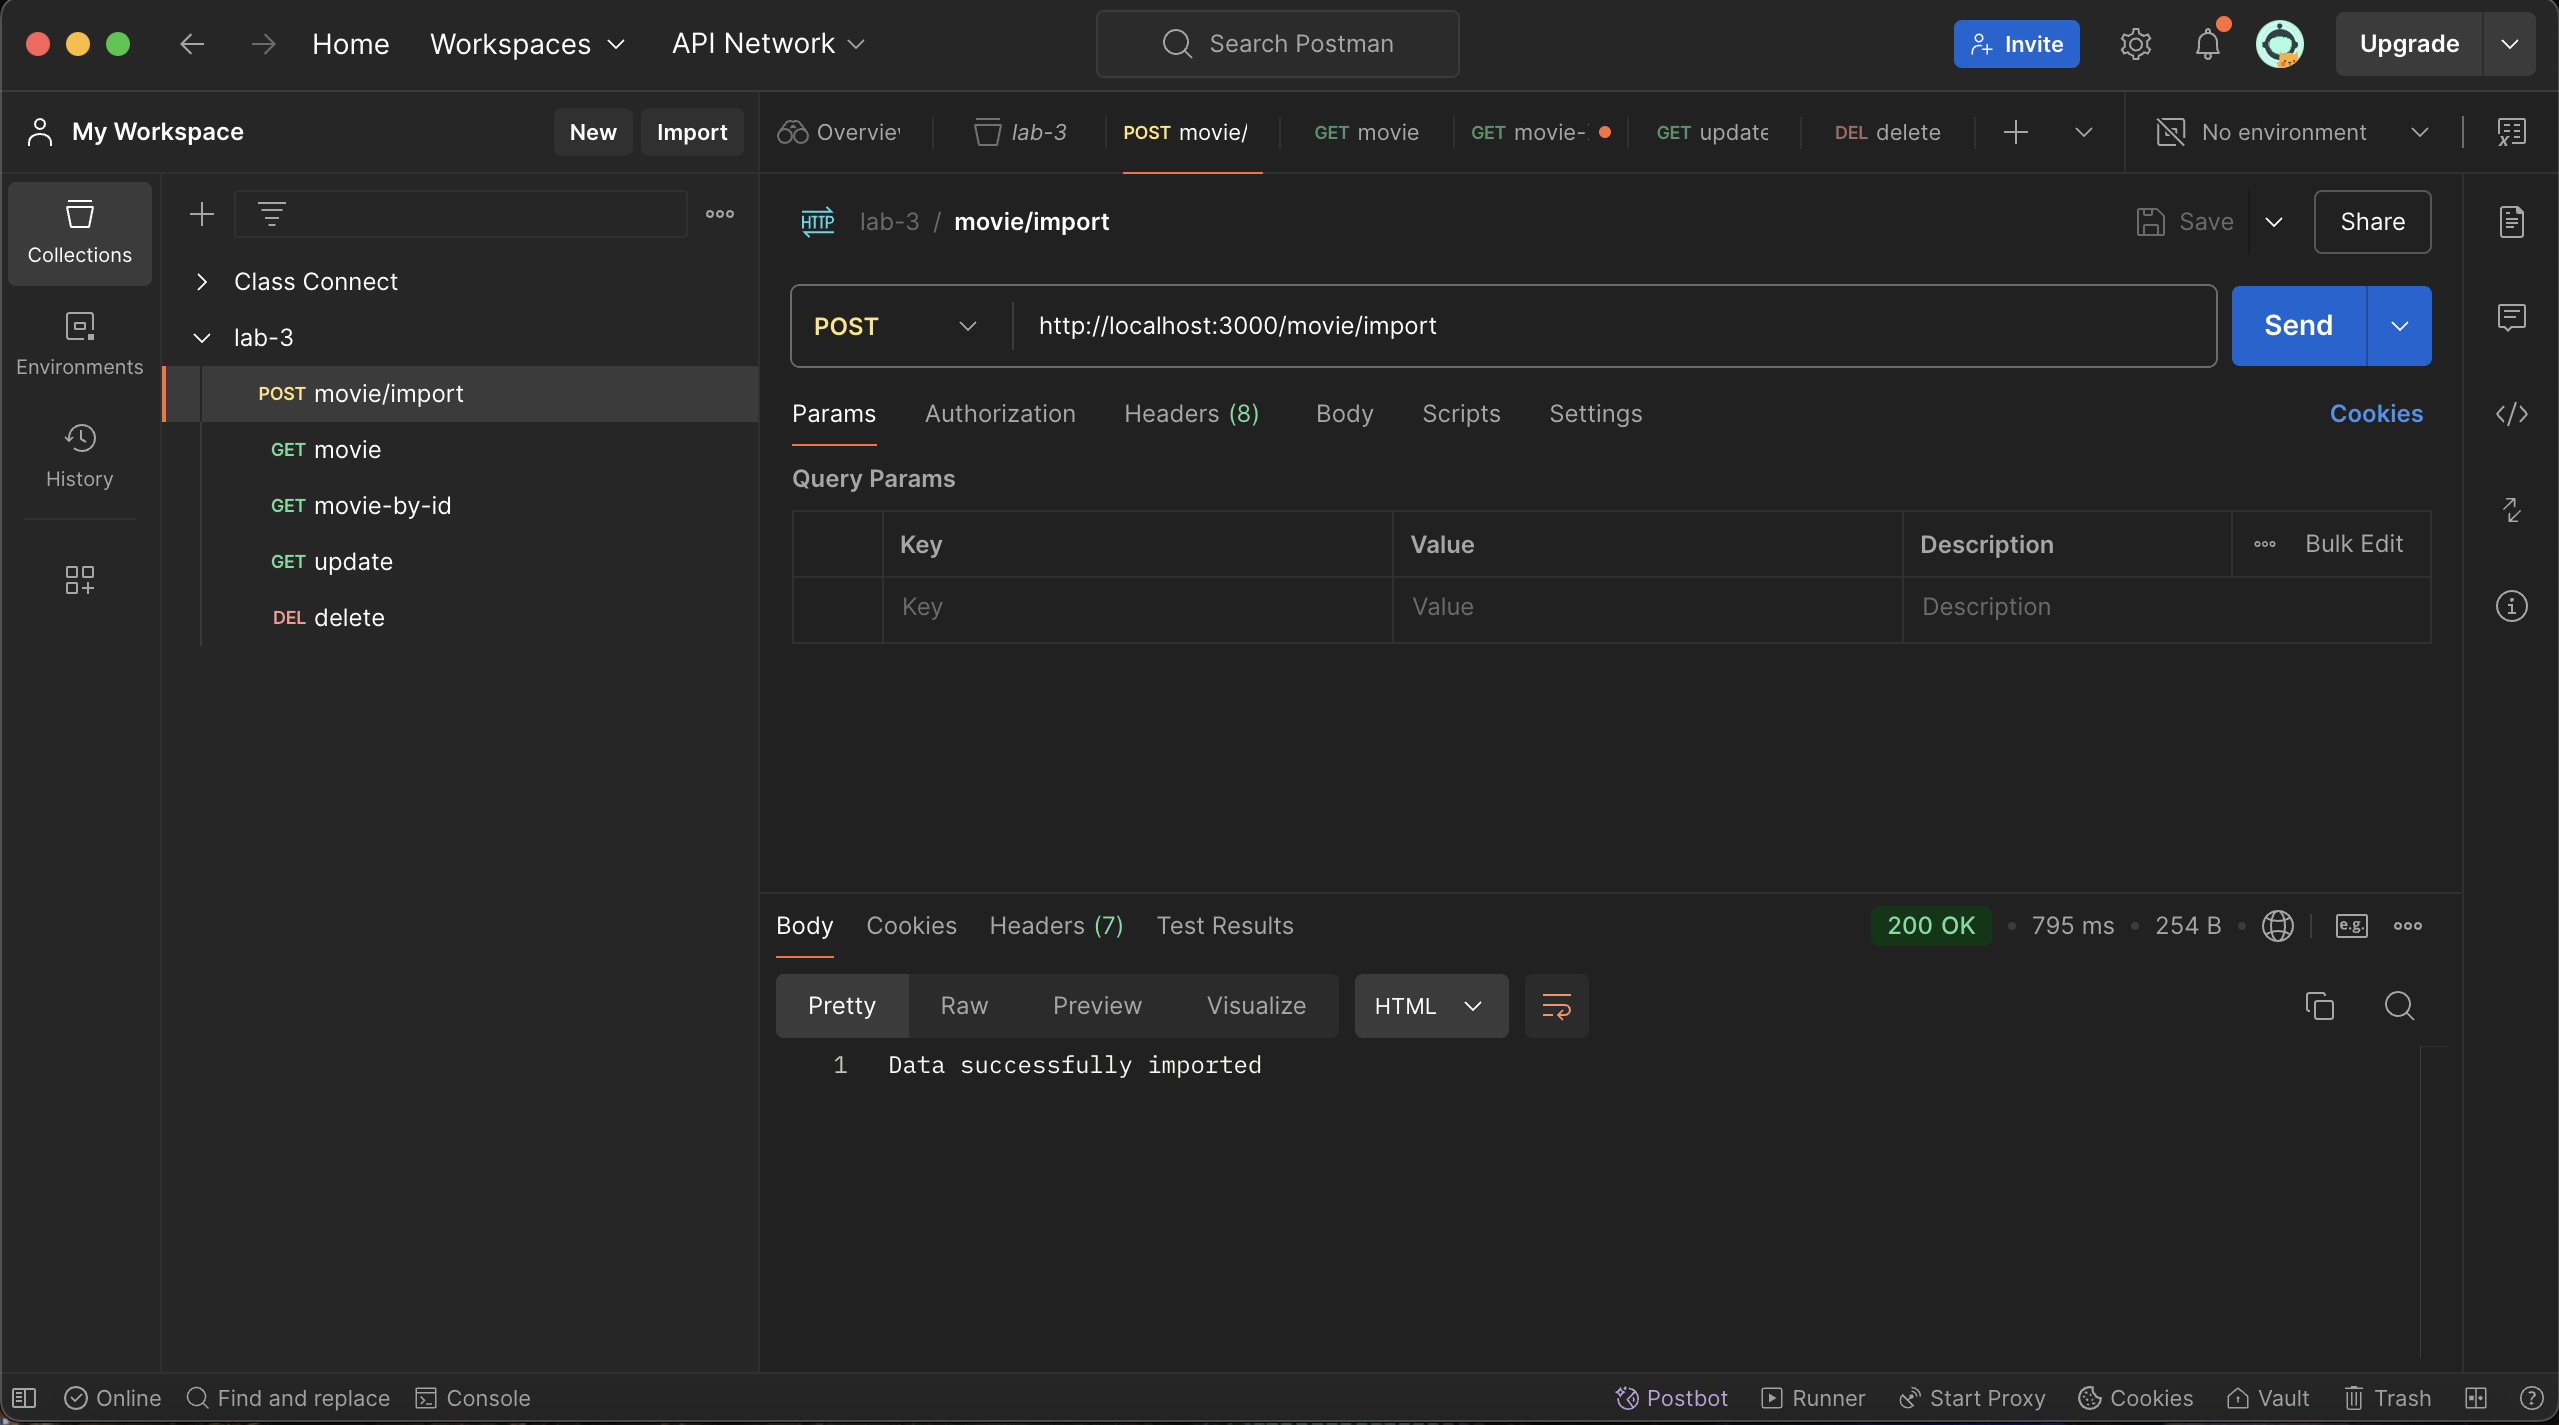 Home Workspaces API Network Search Postman Invite Upgrade
My Workspace New Import Overvie lab-3 POST movie/ GET movie GET movie- GET update DEL delete No environment
Collections
Environments
History
Class Connect
lab-3
POST movie/import
GET movie
GET movie-by-id
GET update
DEL delete
HTTP lab-3 / movie/import Save Share
POST http://localhost:3000/movie/import Send
Params Authorization Headers (8) Body Scripts Settings Cookies
Query Params
Key Value Description Bulk Edit
Key Value Description
Body Cookies Headers (7) Test Results 200 OK • 795 ms • 254 B • e.g.
Pretty Raw Preview Visualize HTML
1 Data successfully imported
Online Find and replace Console Postbot Runner Start Proxy Cookies Vault Trash